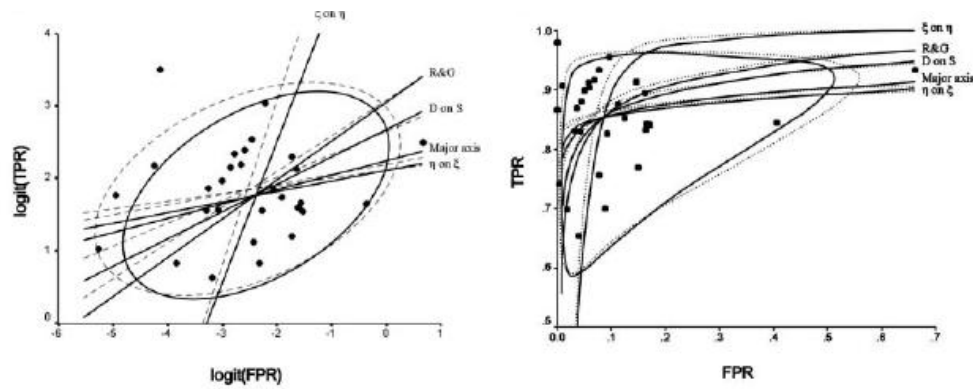 ξ on η
R&G
D on S
Major axis
η on ξ
logit(TPR)
4
3
2
1
0
-6 -5 -4 -3 -2 -1 0 1
logit(FPR)
ξ on η
R&G
D on S
Major axis
η on ξ
TPR
1.0
.9
.8
.7
.6
.5
0.0 .1 .2 .3 .4 .5 .6 .7
FPR